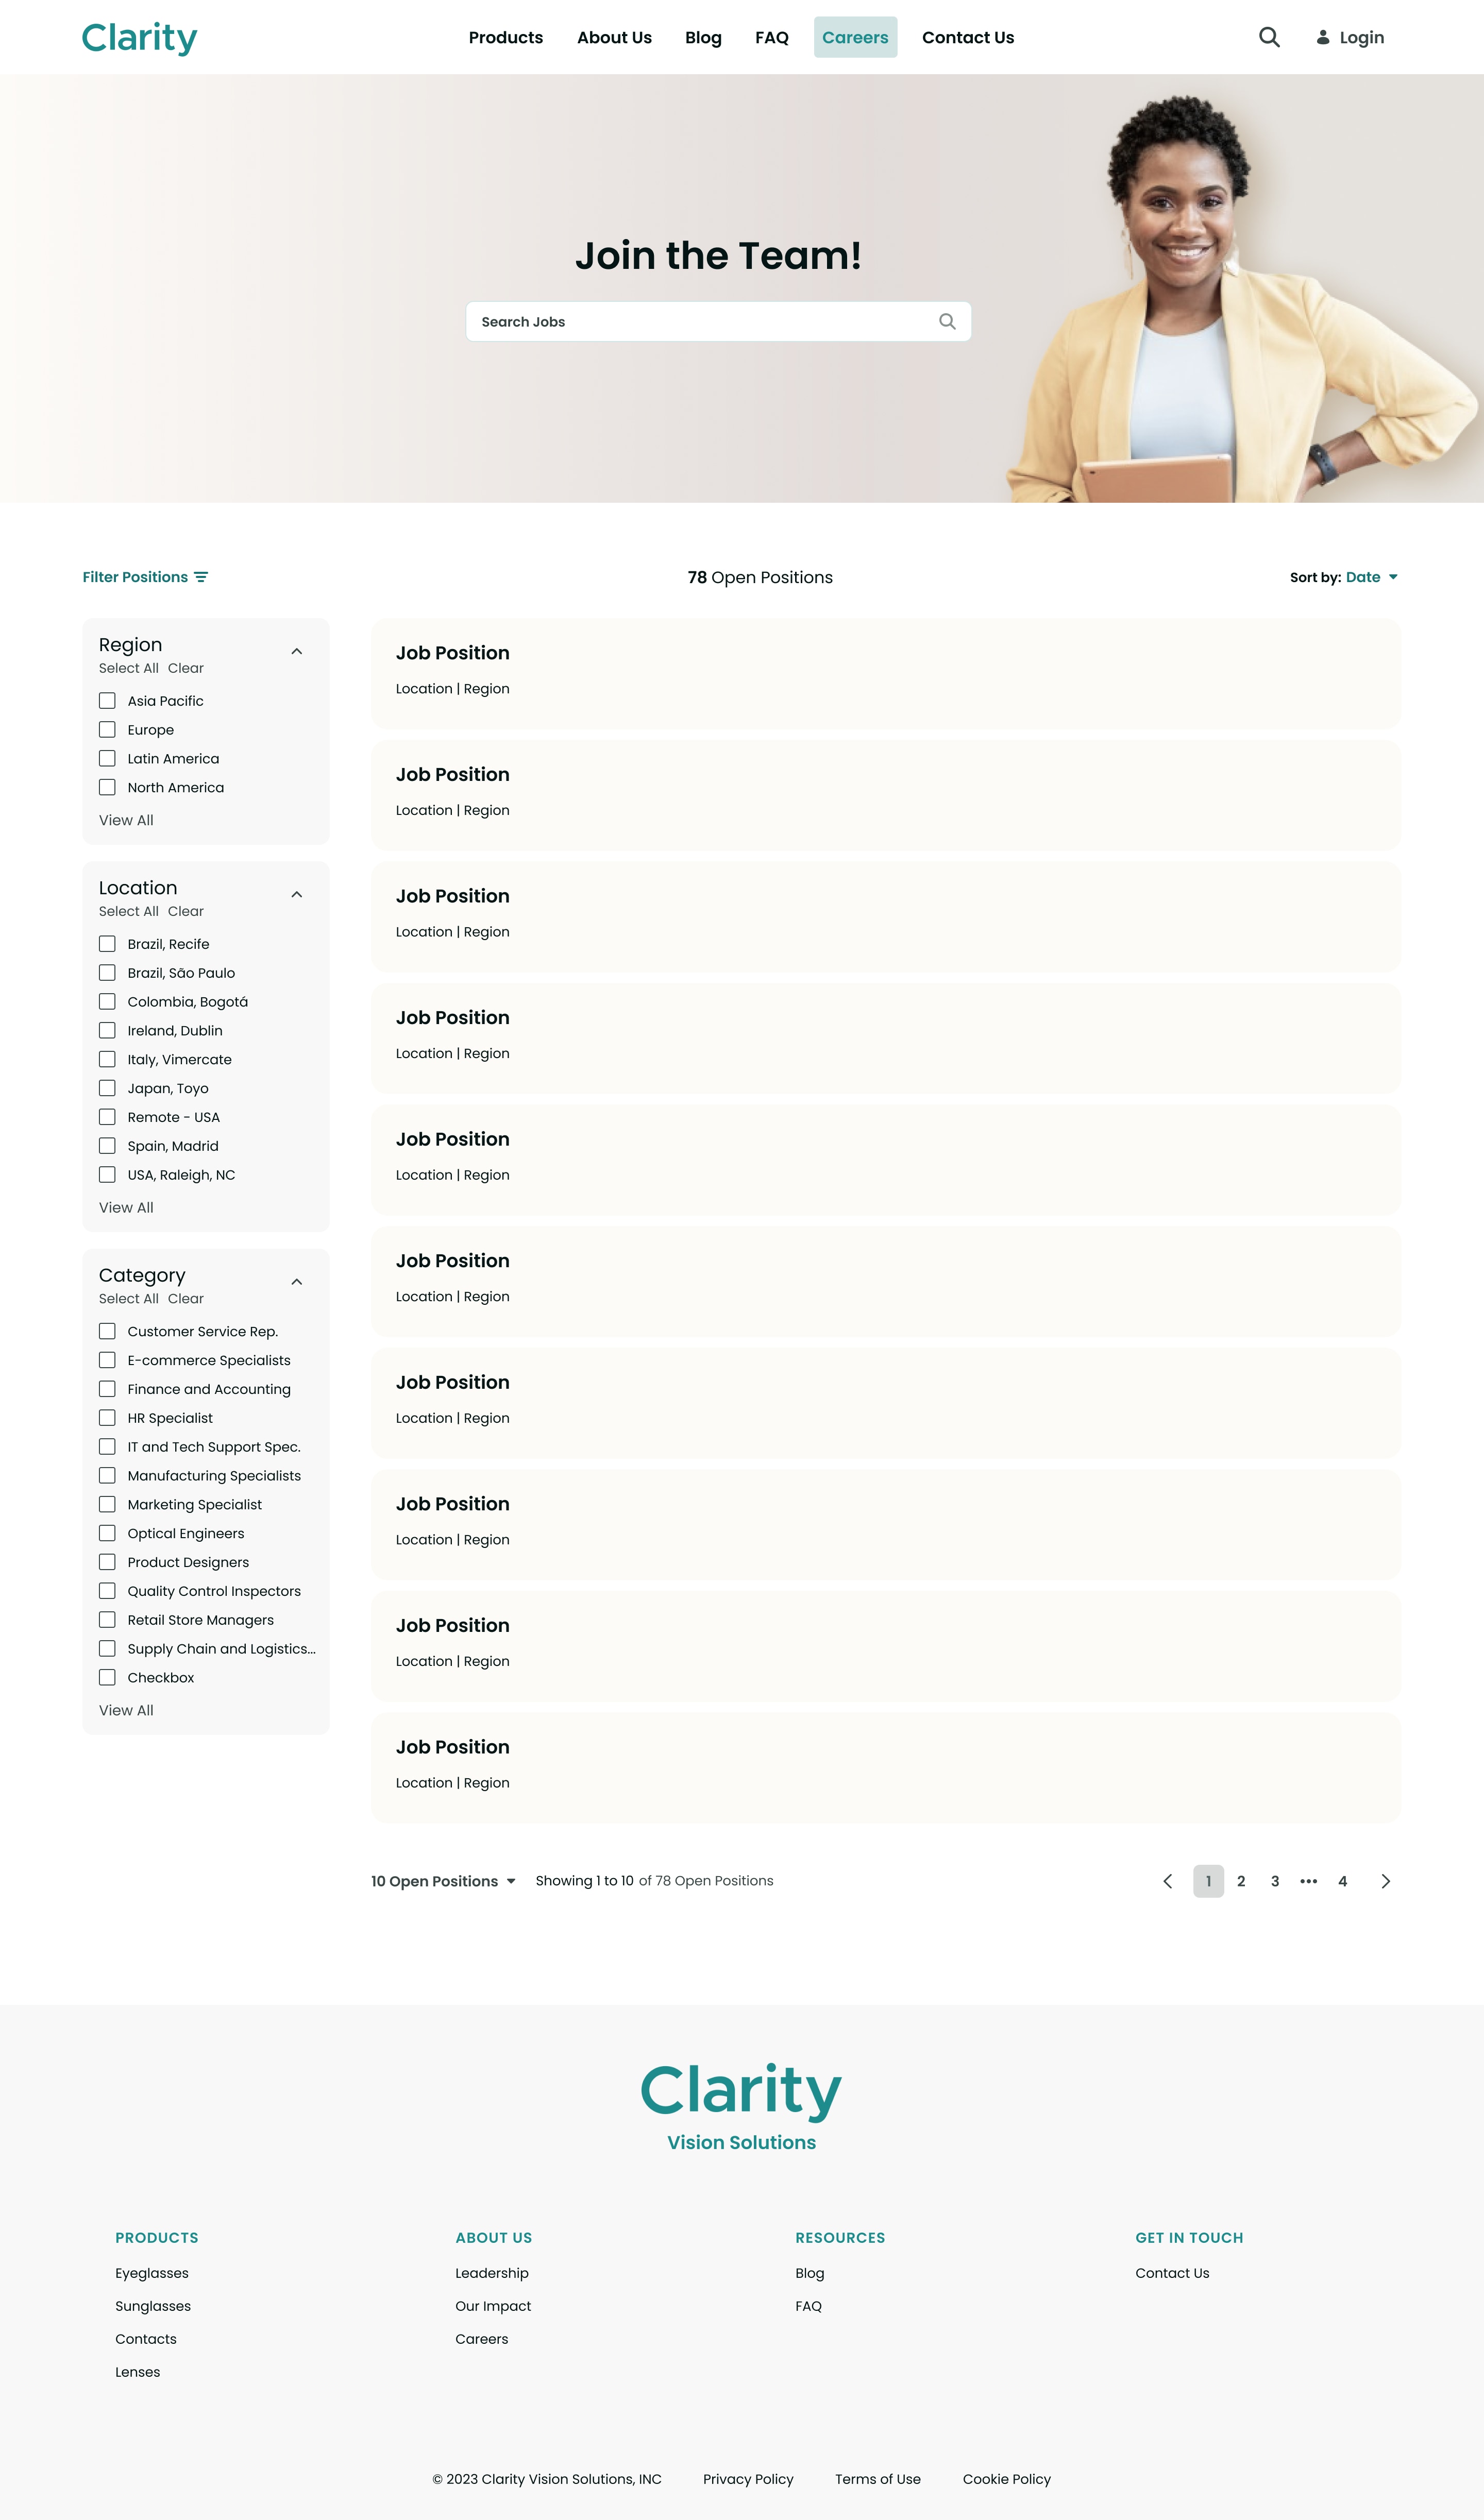 Clarity
Products About Us Blog FAQ Careers Contact Us
Login
Join the Team!
Search Jobs
Filter Positions
78 Open Positions
Sort by: Date
Region
Select All Clear
Asia Pacific
Europe
Latin America
North America
View All
Location
Select All Clear
Brazil, Recife
Brazil, São Paulo
Colombia, Bogotá
Ireland, Dublin
Italy, Vimercate
Japan, Toyo
Remote - USA
Spain, Madrid
USA, Raleigh, NC
View All
Category
Select All Clear
Customer Service Rep.
E-commerce Specialists
Finance and Accounting
HR Specialist
IT and Tech Support Spec.
Manufacturing Specialists
Marketing Specialist
Optical Engineers
Product Designers
Quality Control Inspectors
Retail Store Managers
Supply Chain and Logistics...
Checkbox
View All
Job Position
Location | Region
Job Position
Location | Region
Job Position
Location | Region
Job Position
Location | Region
Job Position
Location | Region
Job Position
Location | Region
Job Position
Location | Region
Job Position
Location | Region
Job Position
Location | Region
Job Position
Location | Region
10 Open Positions Showing 1 to 10 of 78 Open Positions
1 2 3 ••• 4
Clarity
Vision Solutions
PRODUCTS
Eyeglasses
Sunglasses
Contacts
Lenses
ABOUT US
Leadership
Our Impact
Careers
RESOURCES
Blog
FAQ
GET IN TOUCH
Contact Us
© 2023 Clarity Vision Solutions, INC Privacy Policy Terms of Use Cookie Policy